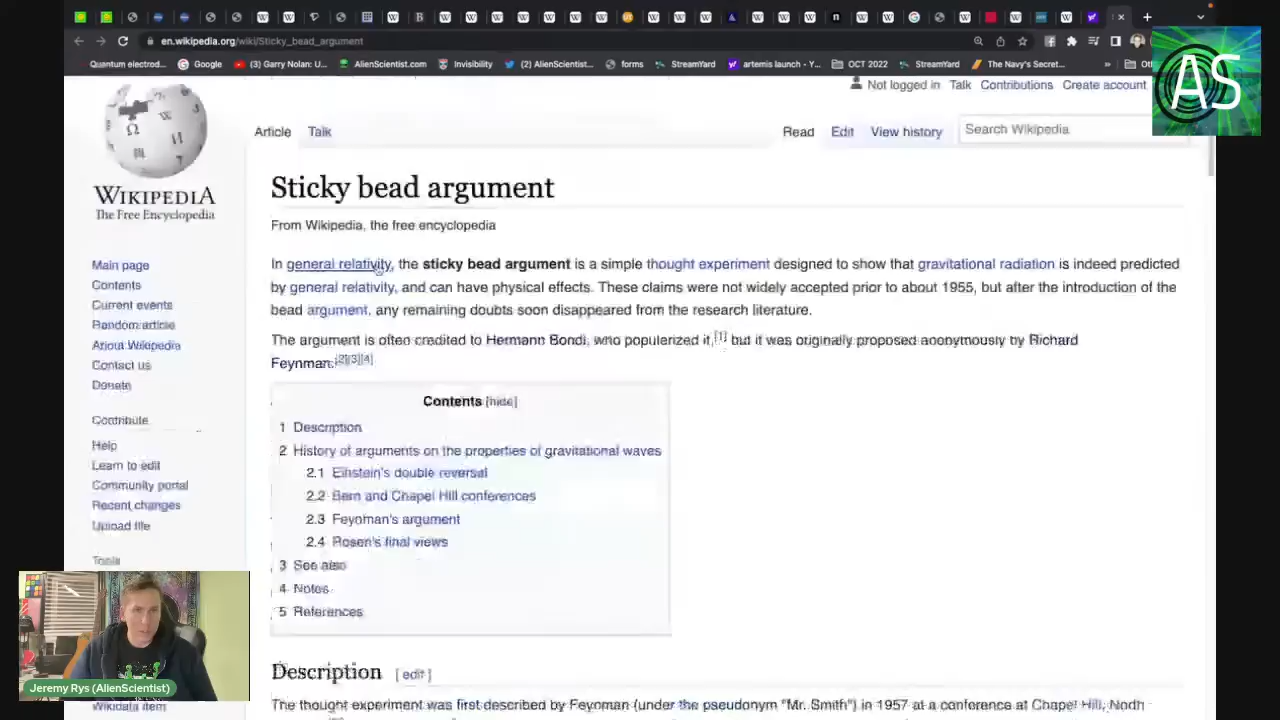 en.wikipedia.org/wiki/Sticky_bead_argument
Quantum electrod... Google (3) Garry Nolan: U... AlienScientist.com Invisibility (2) AlienScientist... forms StreamYard artemis launch - Y... OCT 2022 StreamYard The Navy's Secret... »
AS
Not logged in Talk Contributions Create account
Article Talk Read Edit View history Search Wikipedia
WIKIPEDIA
The Free Encyclopedia
Sticky bead argument
From Wikipedia, the free encyclopedia
In general relativity, the sticky bead argument is a simple thought experiment designed to show that gravitational radiation is indeed predicted
by general relativity, and can have physical effects. These claims were not widely accepted prior to about 1955, but after the introduction of the
bead argument, any remaining doubts soon disappeared from the research literature.
The argument is often credited to Hermann Bondi, who popularized it,[1] but it was originally proposed anonymously by Richard
Feynman.[2][3][4]
Main page
Contents
Current events
Random article
About Wikipedia
Contact us
Donate
Contribute
Help
Learn to edit
Community portal
Recent changes
Upload file
Tools
Wikidata item
Contents [hide]
1 Description
2 History of arguments on the properties of gravitational waves
2.1 Einstein's double reversal
2.2 Bern and Chapel Hill conferences
2.3 Feynman's argument
2.4 Rosen's final views
3 See also
4 Notes
5 References
Description [edit]
The thought experiment was first described by Feynman (under the pseudonym "Mr. Smith") in 1957 at a conference at Chapel Hill, North
Jeremy Rys (AlienScientist)